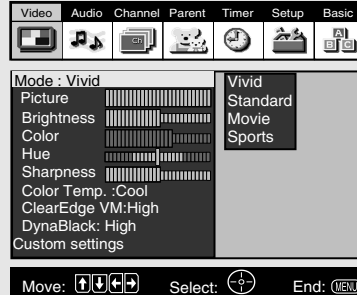 Video Audio Channel Parent Timer Setup Basic
Ch A B C
Mode : Vivid
Picture
Brightness
Color
Hue
Sharpness
Color Temp. :Cool
ClearEdge VM:High
DynaBlack: High
Custom settings
Vivid
Standard
Movie
Sports
Move: Select: End: MENU